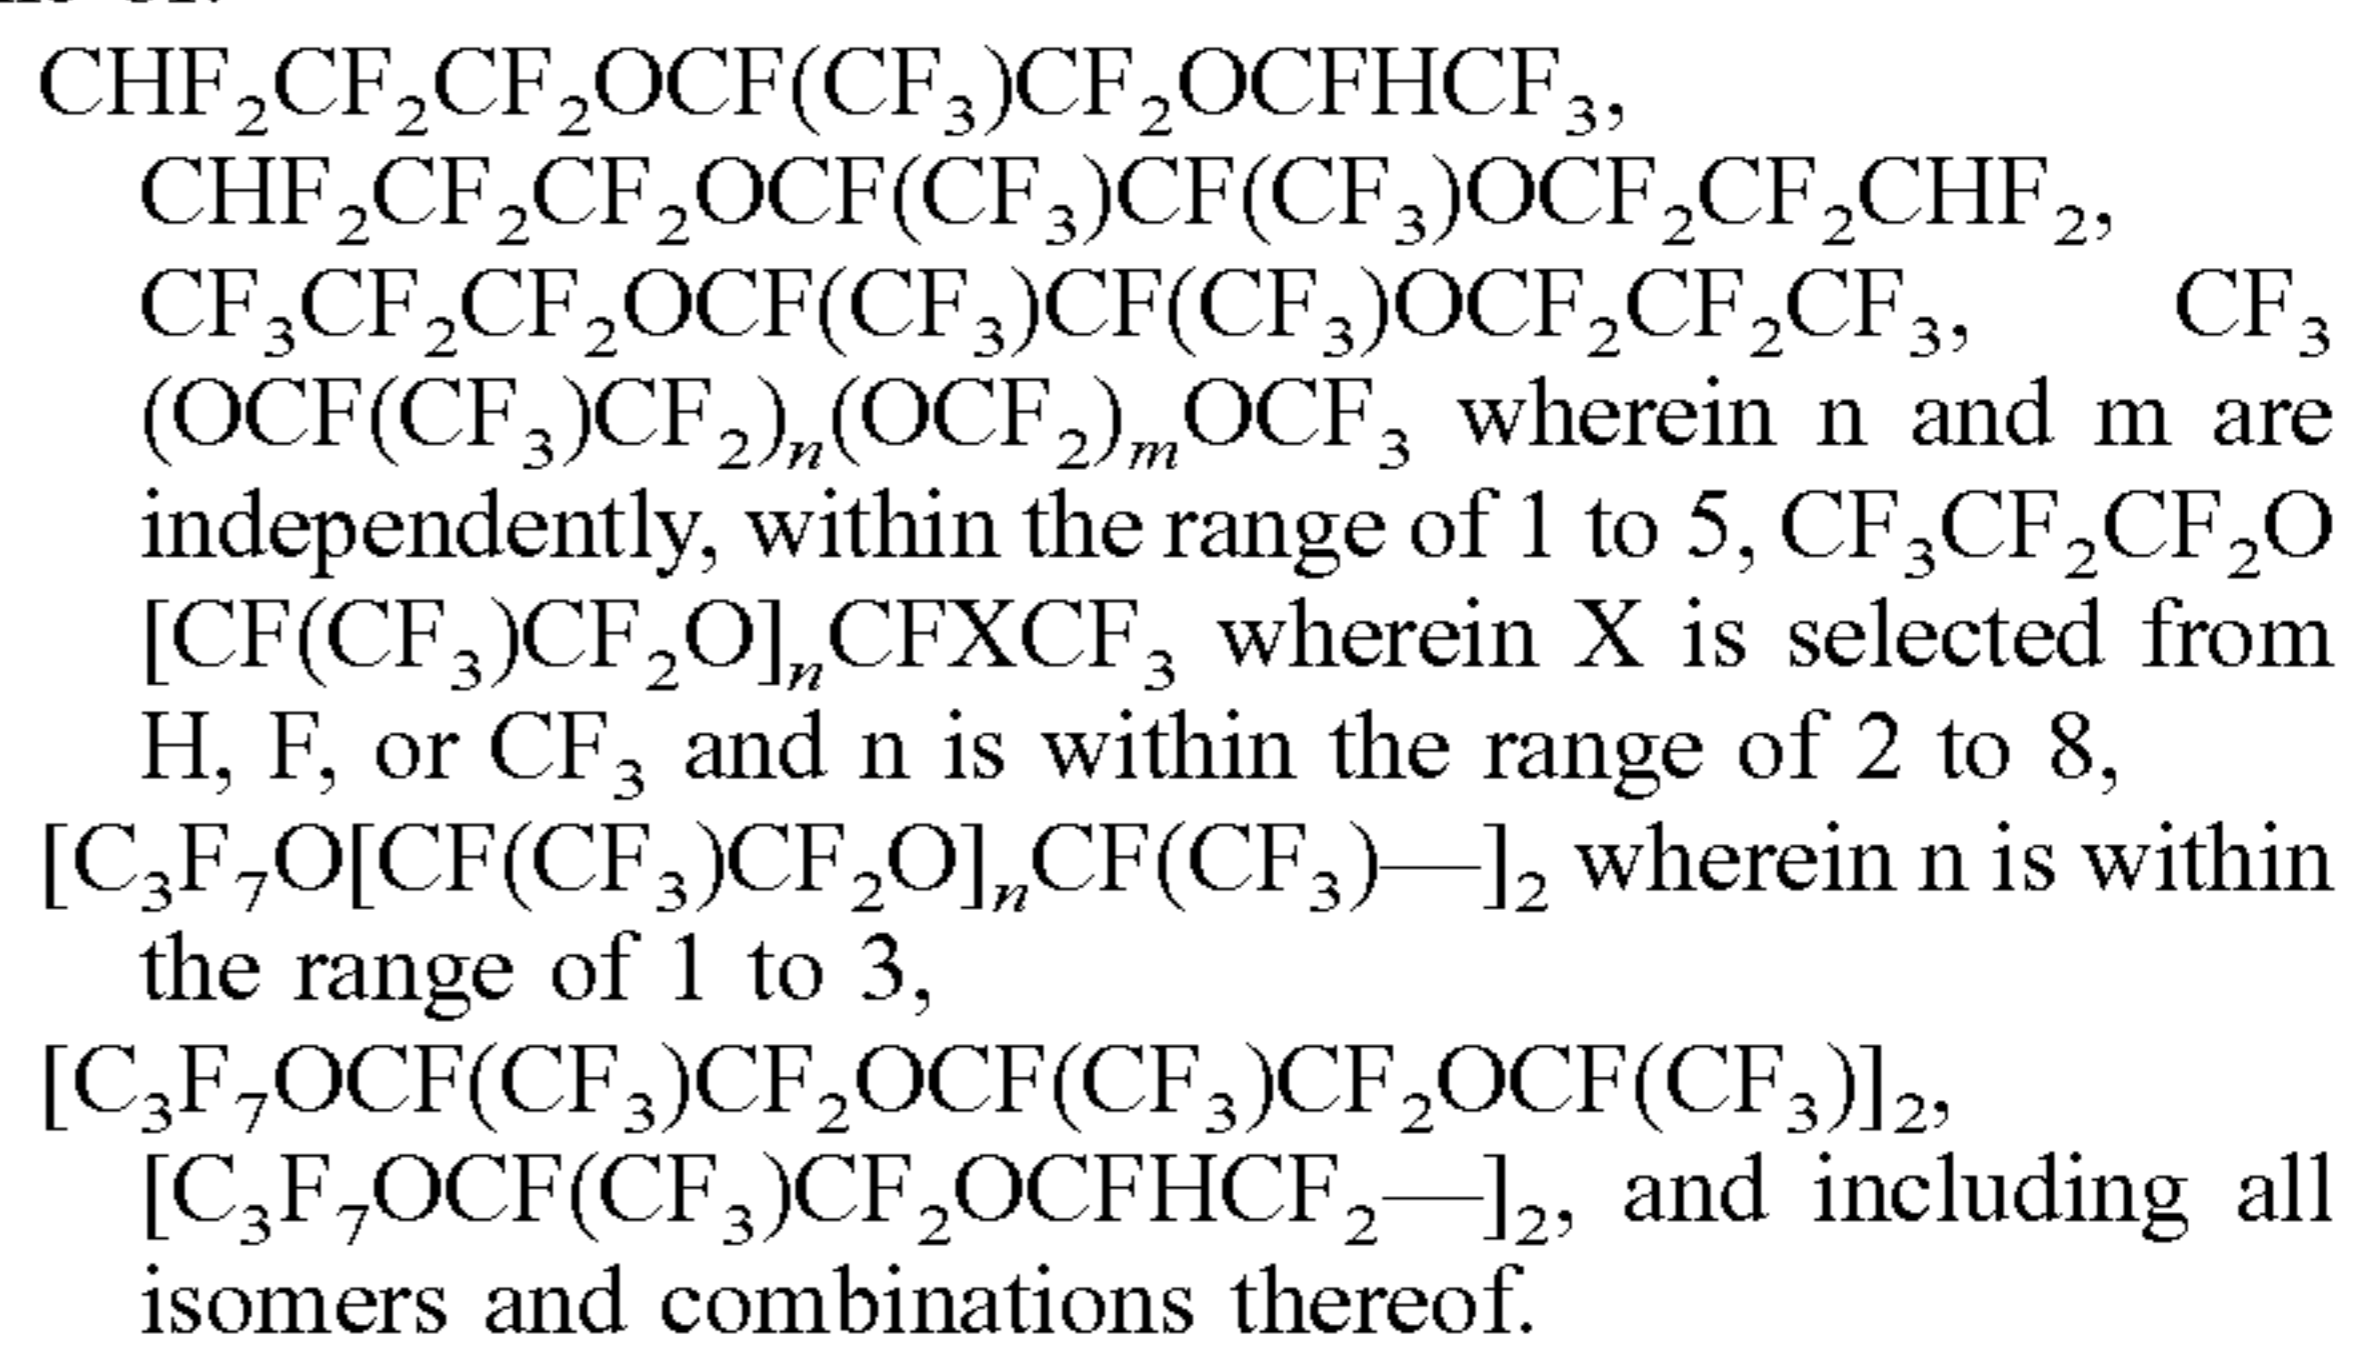 CHF₂CF₂CF₂OCF(CF₃)CF₂OCFHCF₃,
CHF₂CF₂CF₂OCF(CF₃)CF(CF₃)OCF₂CF₂CHF₂,
CF₃CF₂CF₂OCF(CF₃)CF(CF₃)OCF₂CF₂CF₃, CF₃
(OCF(CF₃)CF₂)ₙ(OCF₂)ₘOCF₃ wherein n and m are
independently, within the range of 1 to 5, CF₃CF₂CF₂O
[CF(CF₃)CF₂O]ₙCFXCF₃ wherein X is selected from
H, F, or CF₃ and n is within the range of 2 to 8,
[C₃F₇O[CF(CF₃)CF₂O]ₙCF(CF₃)—]₂ wherein n is within
the range of 1 to 3,
[C₃F₇OCF(CF₃)CF₂OCF(CF₃)CF₂OCF(CF₃)]₂,
[C₃F₇OCF(CF₃)CF₂OCFHCF₂—]₂, and including all
isomers and combinations thereof.